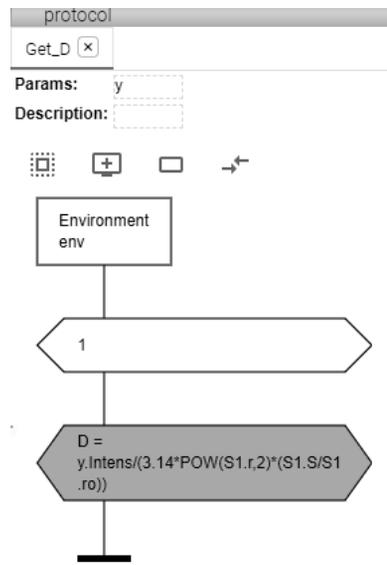 protocol
Get_D
Params: y
Description:
Environment
env
1
D =
y.Intens/(3.14*POW(S1.r,2)*(S1.S/S1
.ro))